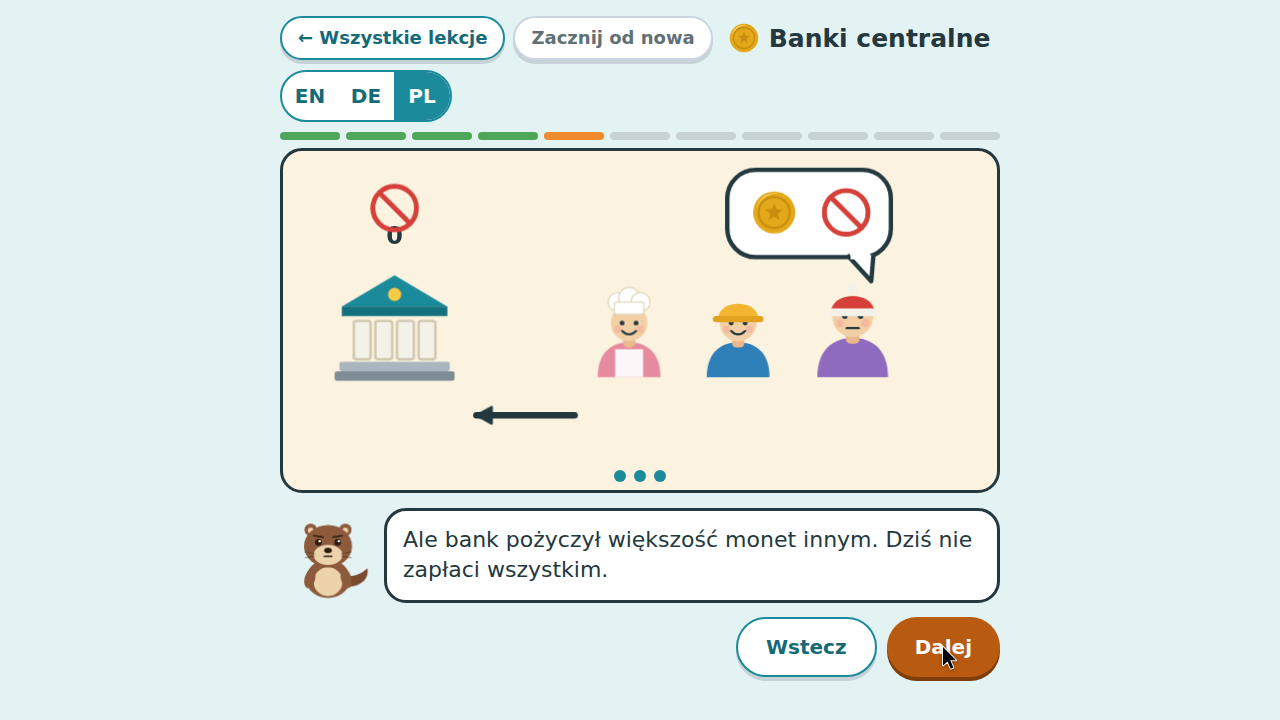 ← Wszystkie lekcje
Zacznij od nowa
Banki centralne
EN DE PL
0
Ale bank pożyczył większość monet innym. Dziś nie
zapłaci wszystkim.
Wstecz
Dalej